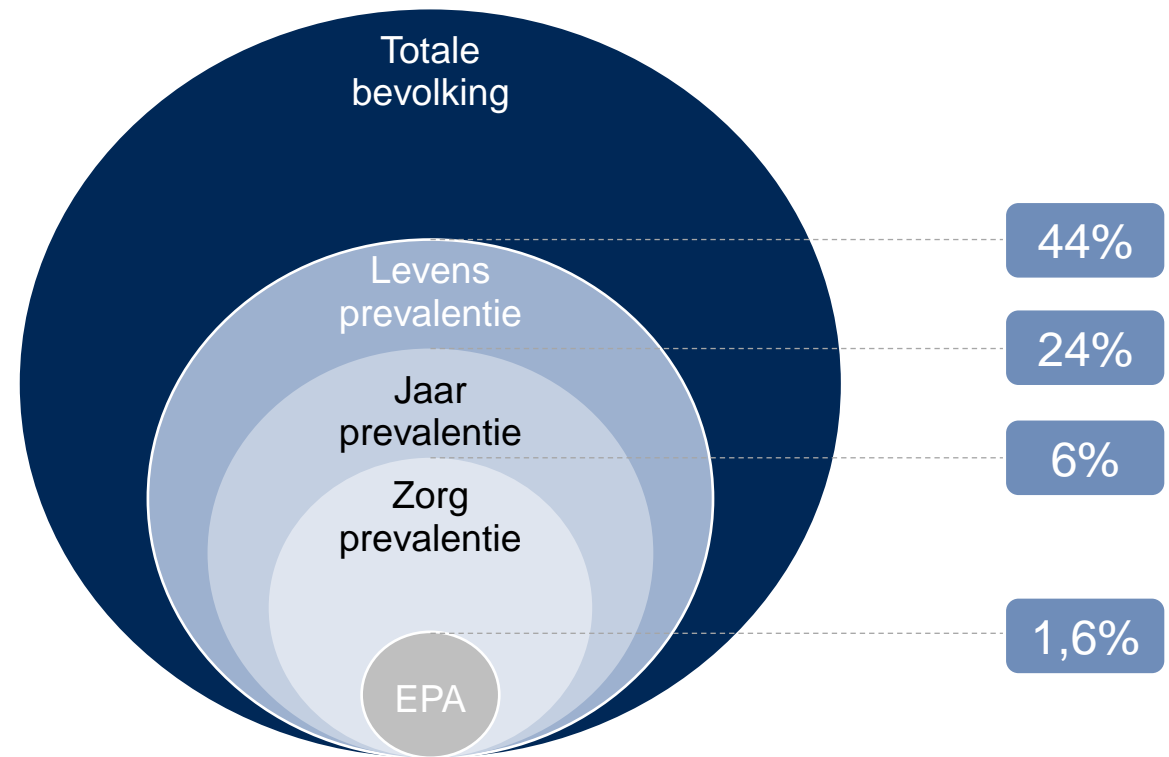 Totale
bevolking
44%
Levens
prevalentie
24%
Jaar
prevalentie
6%
Zorg
prevalentie
1,6%
EPA